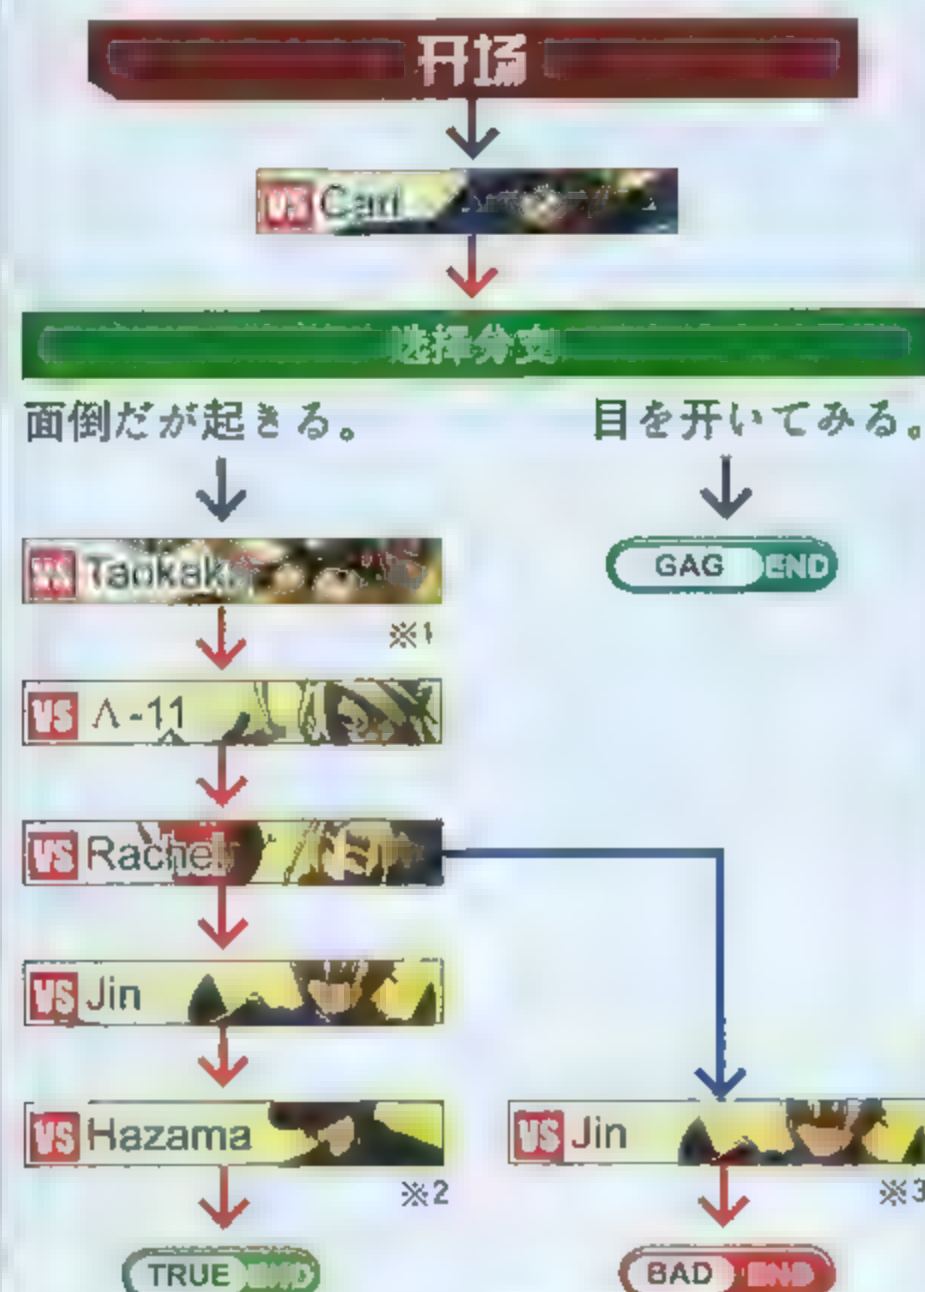 开场
VS Carl
选择分支
面倒だが起きる。
目を开いてみる。
VS Taokaka
GAG END
※1
VS Λ-11
VS Rachel
VS Jin
VS Hazama
VS Jin
※2
※3
TRUE END
BAD END